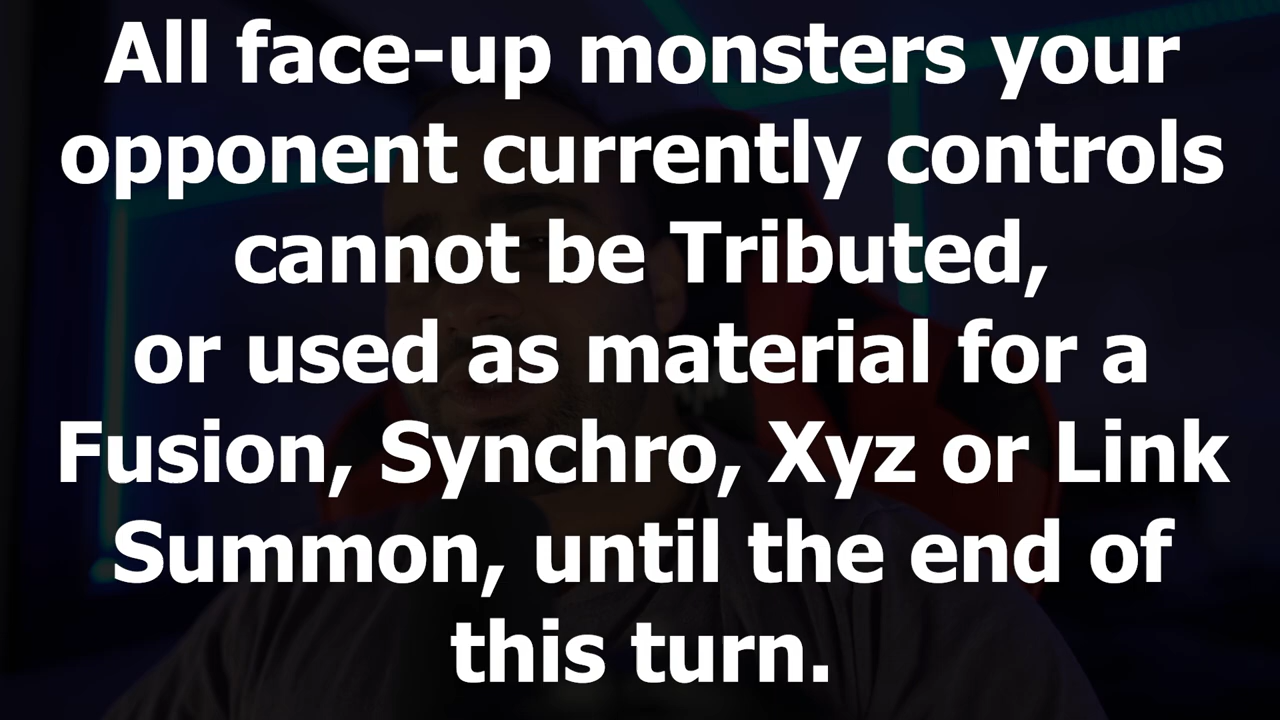 All face-up monsters your
opponent currently controls
cannot be Tributed,
or used as material for a
Fusion, Synchro, Xyz or Link
Summon, until the end of
this turn.